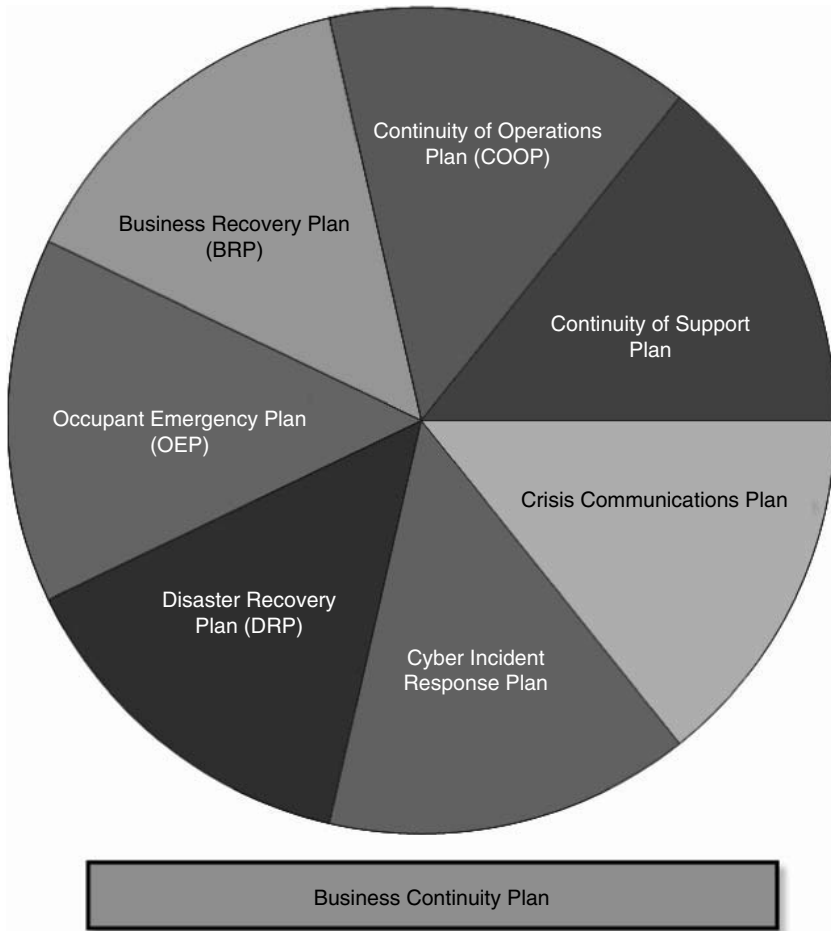 Continuity of Operations
Plan (COOP)
Business Recovery Plan
(BRP)
Continuity of Support
Plan
Occupant Emergency Plan
(OEP)
Crisis Communications Plan
Disaster Recovery
Plan (DRP)
Cyber Incident
Response Plan
Business Continuity Plan